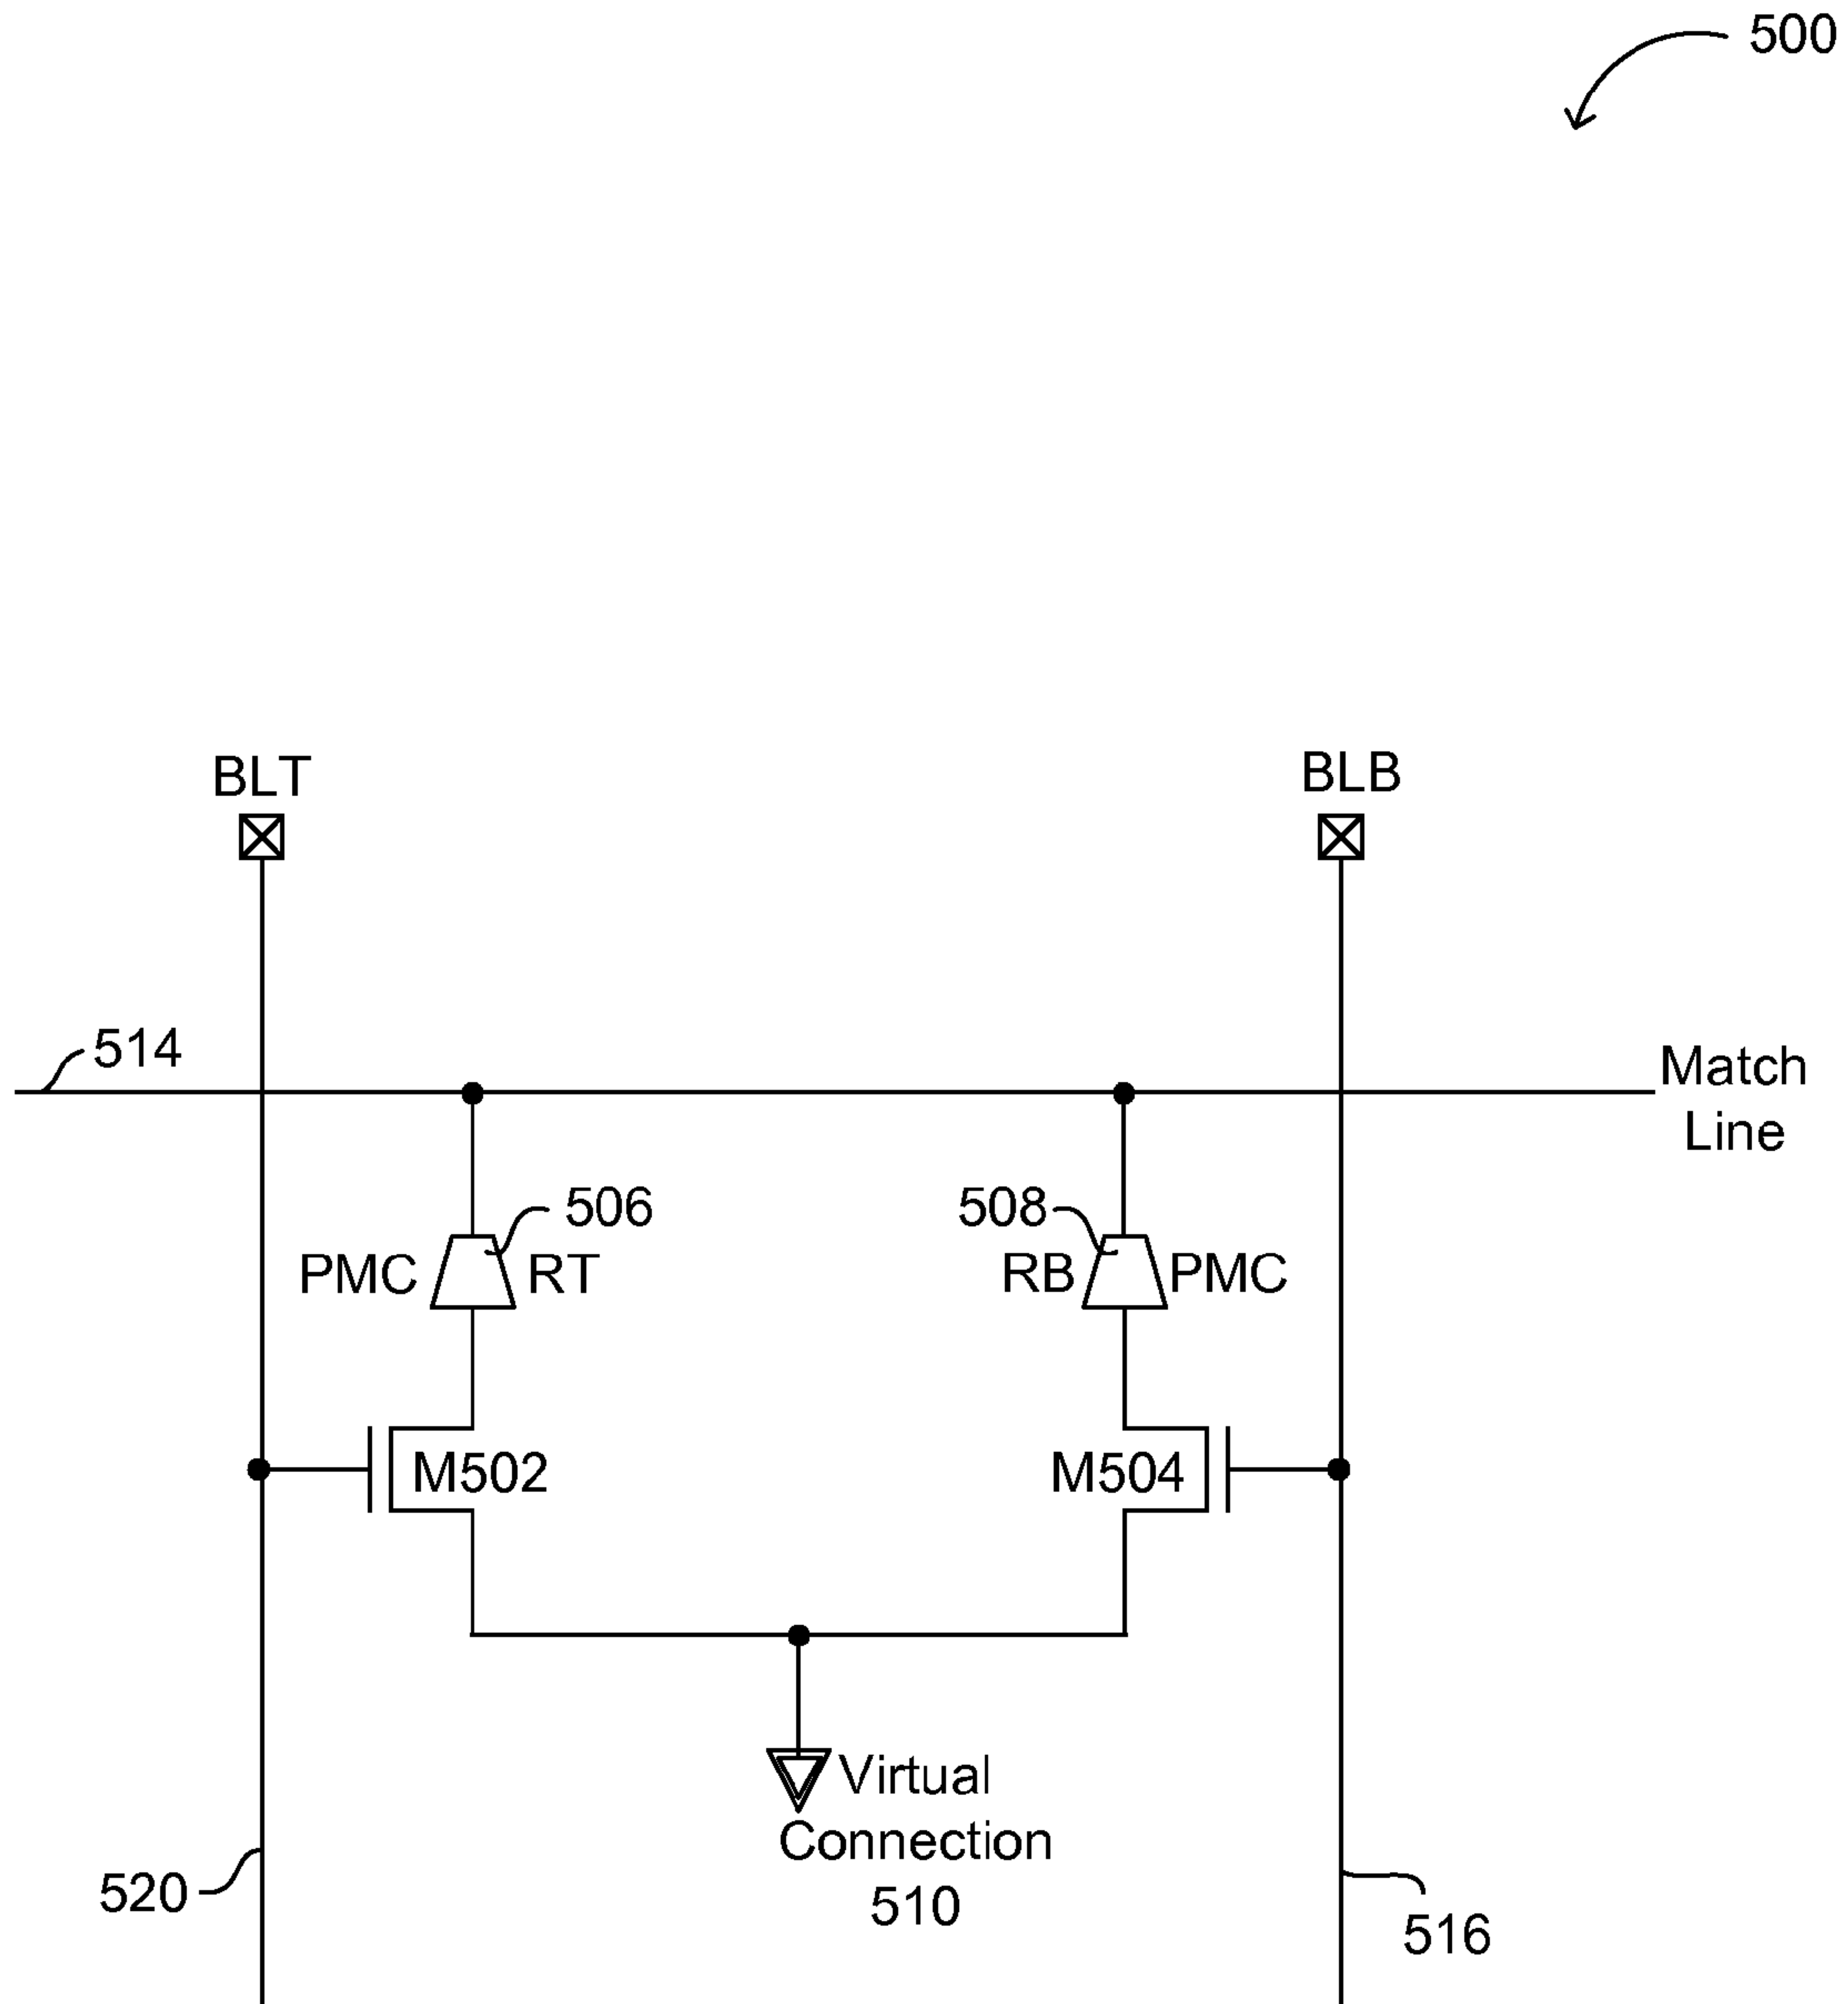 500
BLT
BLB
514
Match
Line
506
508
PMC
RT
RB
PMC
M502
M504
Virtual
Connection
510
520
516